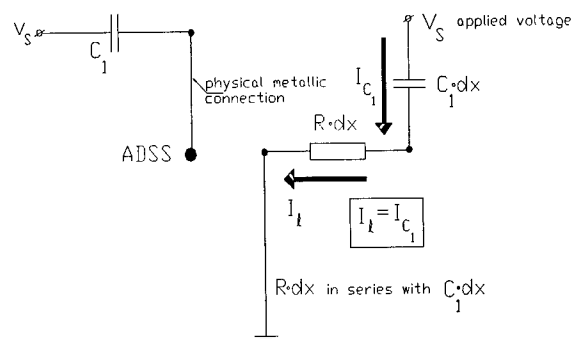 V_S
C_1
physical metallic
connection
ADSS
V_S applied voltage
I_C_1
C_1·dx
R·dx
I_ℓ
I_ℓ = I_C_1
R·dx in series with C_1·dx